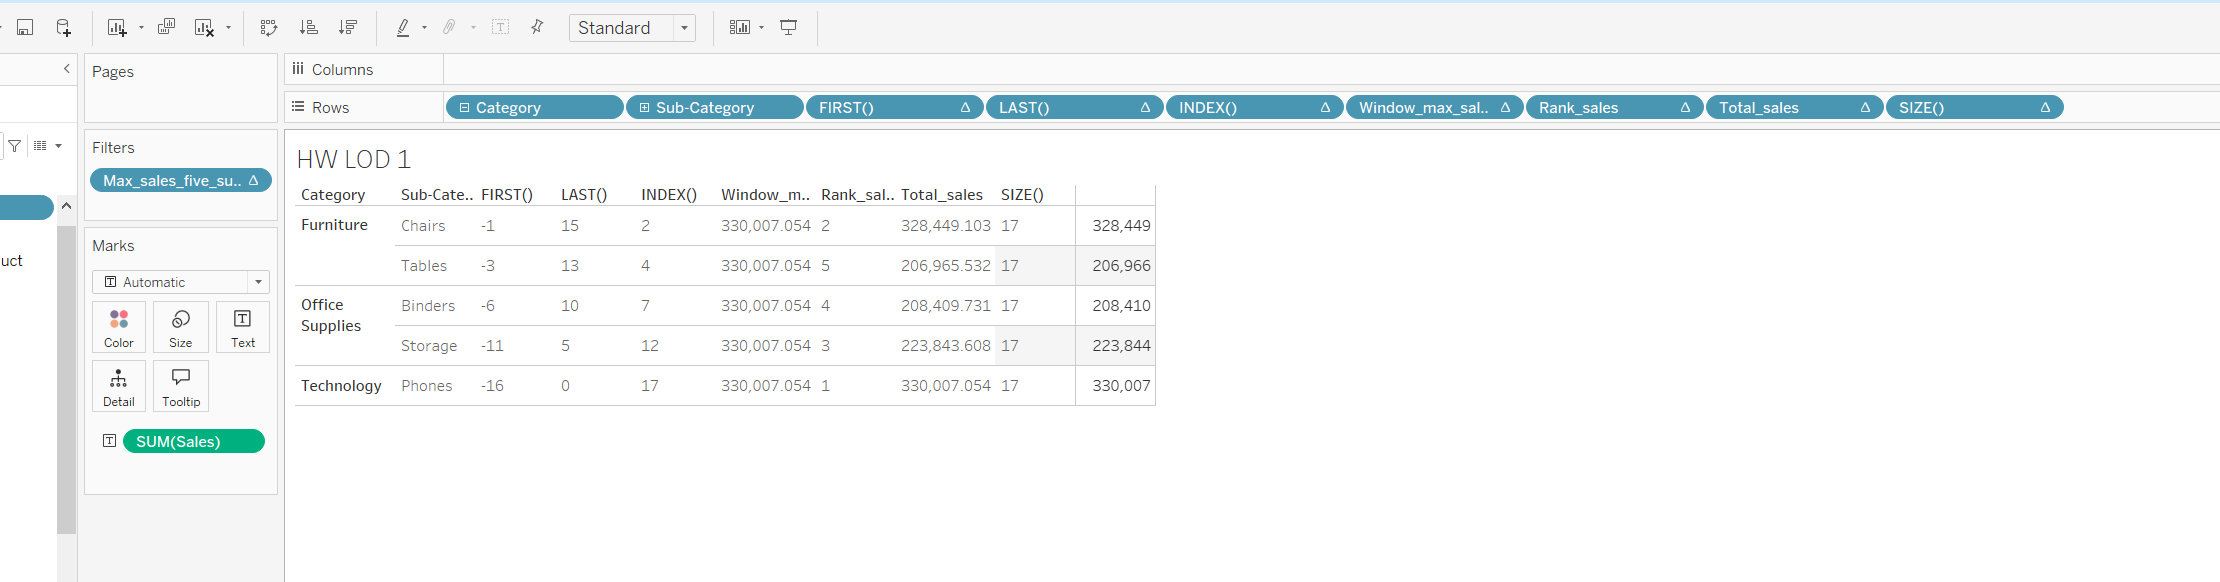 Standard
Pages
Columns
Rows
Category
Sub-Category
FIRST()
LAST()
INDEX()
Window_max_sal..
Rank_sales
Total_sales
SIZE()
Filters
Max_sales_five_su..
Marks
Automatic
Color Size Text
Detail Tooltip
SUM(Sales)
uct
HW LOD 1
Category Sub-Cate.. FIRST() LAST() INDEX() Window_m.. Rank_sal.. Total_sales SIZE()
Furniture Chairs -1 15 2 330,007.054 2 328,449.103 17 328,449
Tables -3 13 4 330,007.054 5 206,965.532 17 206,966
Office Supplies Binders -6 10 7 330,007.054 4 208,409.731 17 208,410
Storage -11 5 12 330,007.054 3 223,843.608 17 223,844
Technology Phones -16 0 17 330,007.054 1 330,007.054 17 330,007